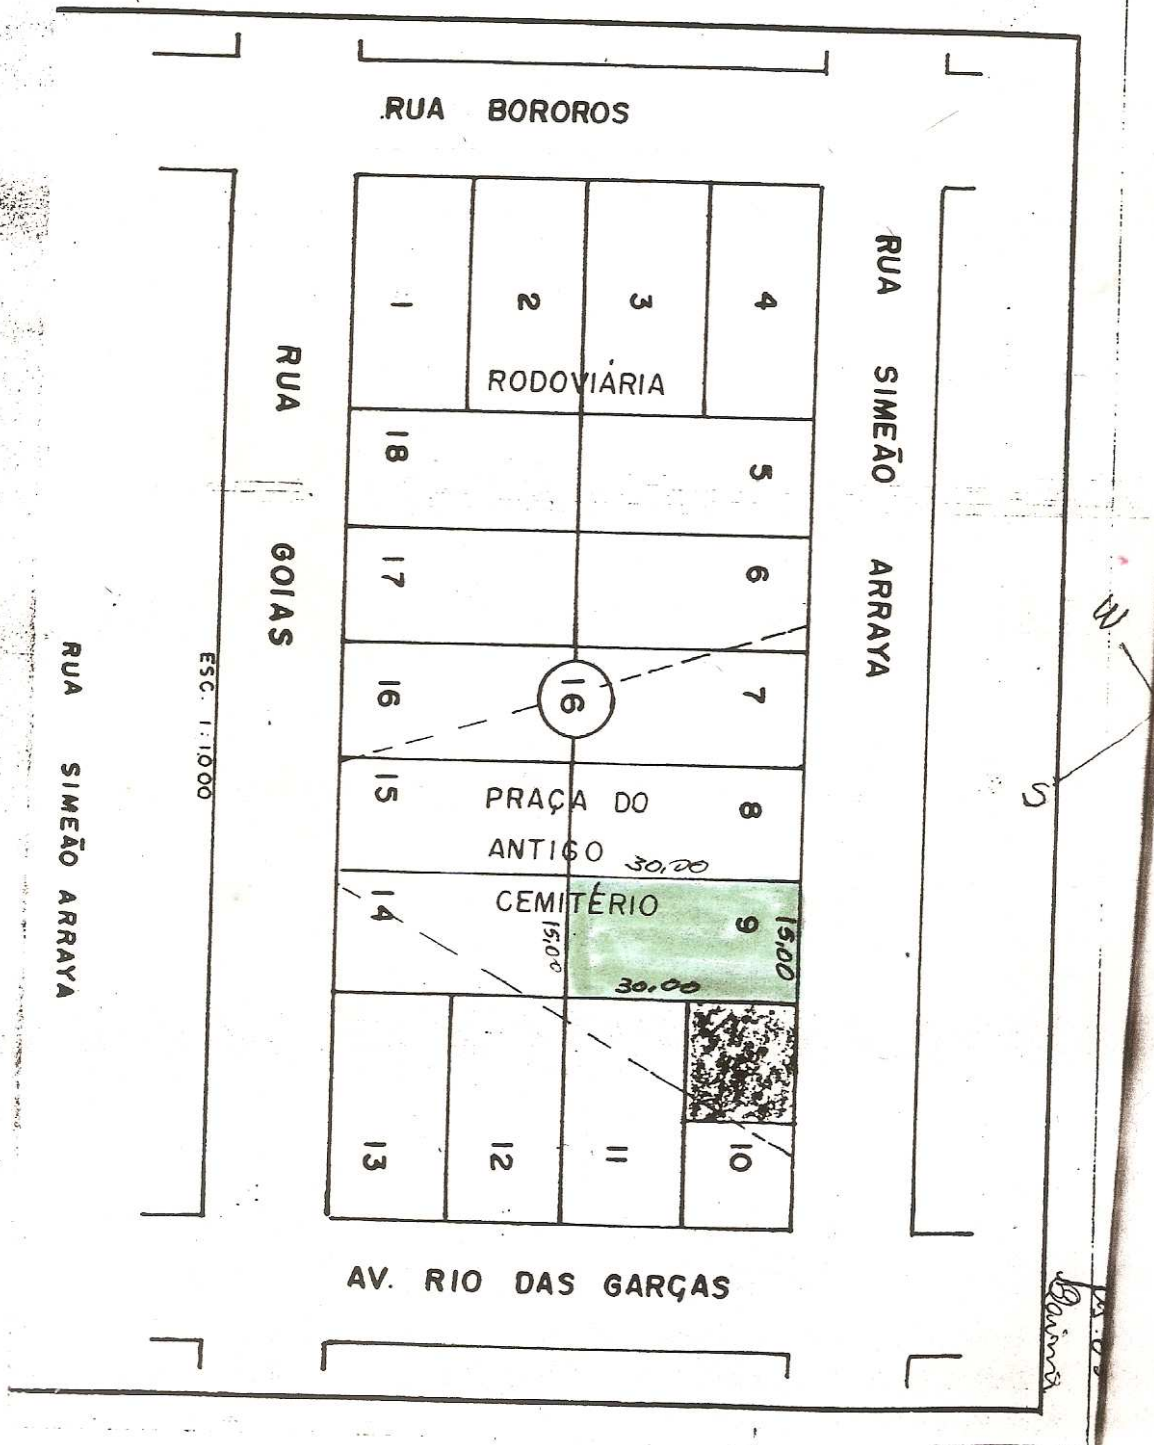 RUA BOROROS
RUA SIMEÃO ARRAYA
RUA GOIAS
1
2
3
4
RODOVIÁRIA
18
5
17
6
16
16
7
15
PRAÇA DO
8
ANTIGO
30,00
14
CEMITÉRIO
9
15,00
15,00
30,00
13
12
11
10
AV. RIO DAS GARÇAS
ESC. 1:1000
RUA SIMEÃO ARRAYA
W
S